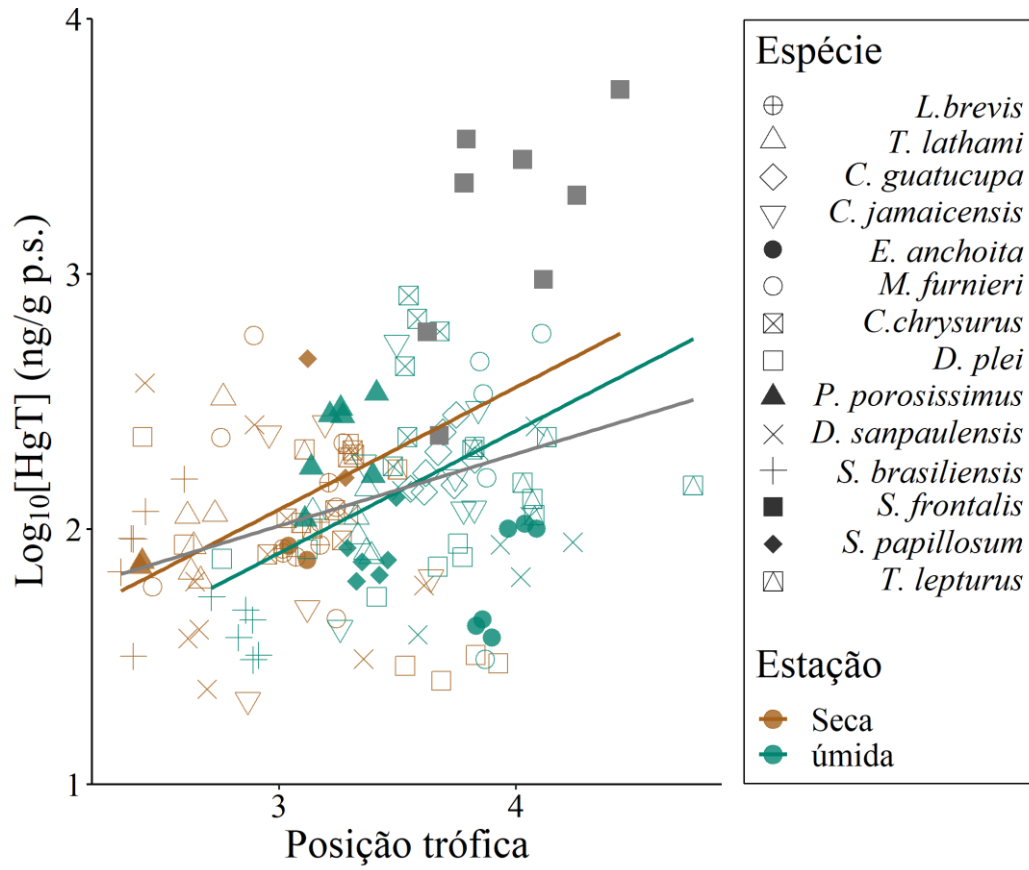 4
3
2
1
Log10[HgT] (ng/g p.s.)
3
4
Posição trófica
Espécie
L.brevis
T. lathami
C. guatucupa
C. jamaicensis
E. anchoita
M. furnieri
C.chrysurus
D. plei
P. porosissimus
D. sanpaulensis
S. brasiliensis
S. frontalis
S. papillosum
T. lepturus
Estação
Seca
úmida